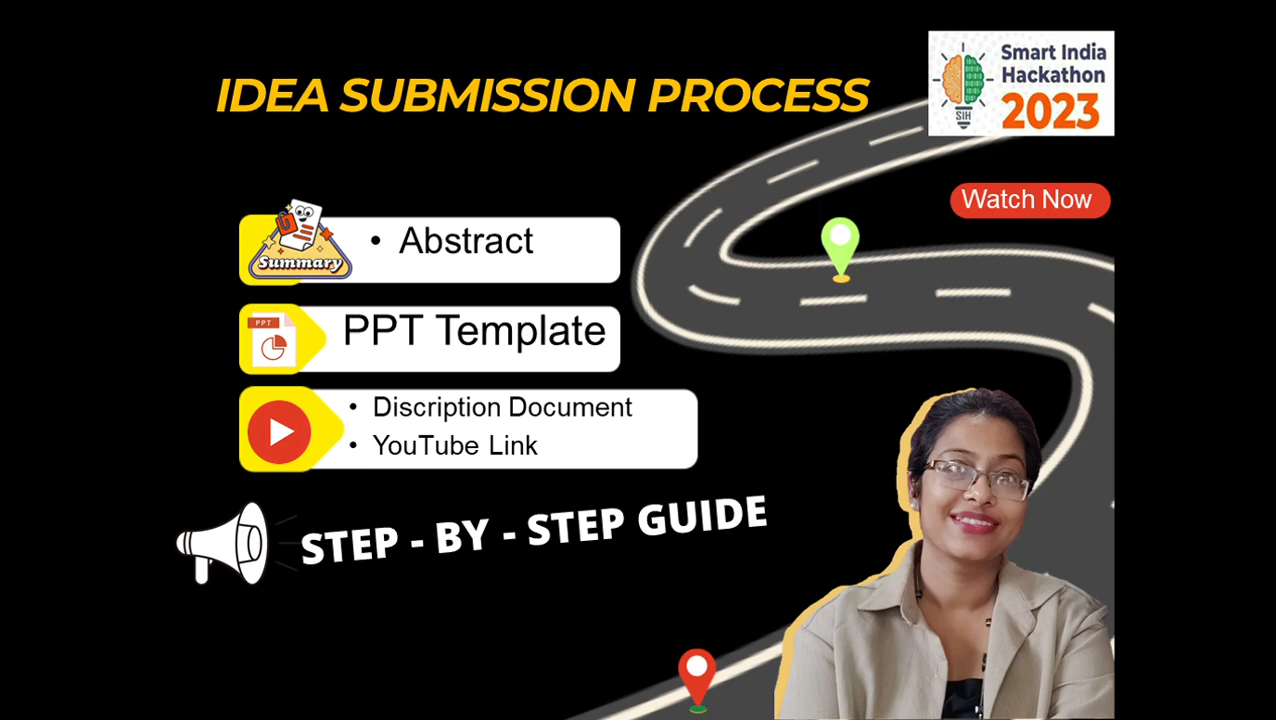 IDEA SUBMISSION PROCESS
Smart India
Hackathon
2023
SIH
Watch Now
Summary
• Abstract
PPT
PPT Template
• Discription Document
• YouTube Link
STEP - BY - STEP GUIDE